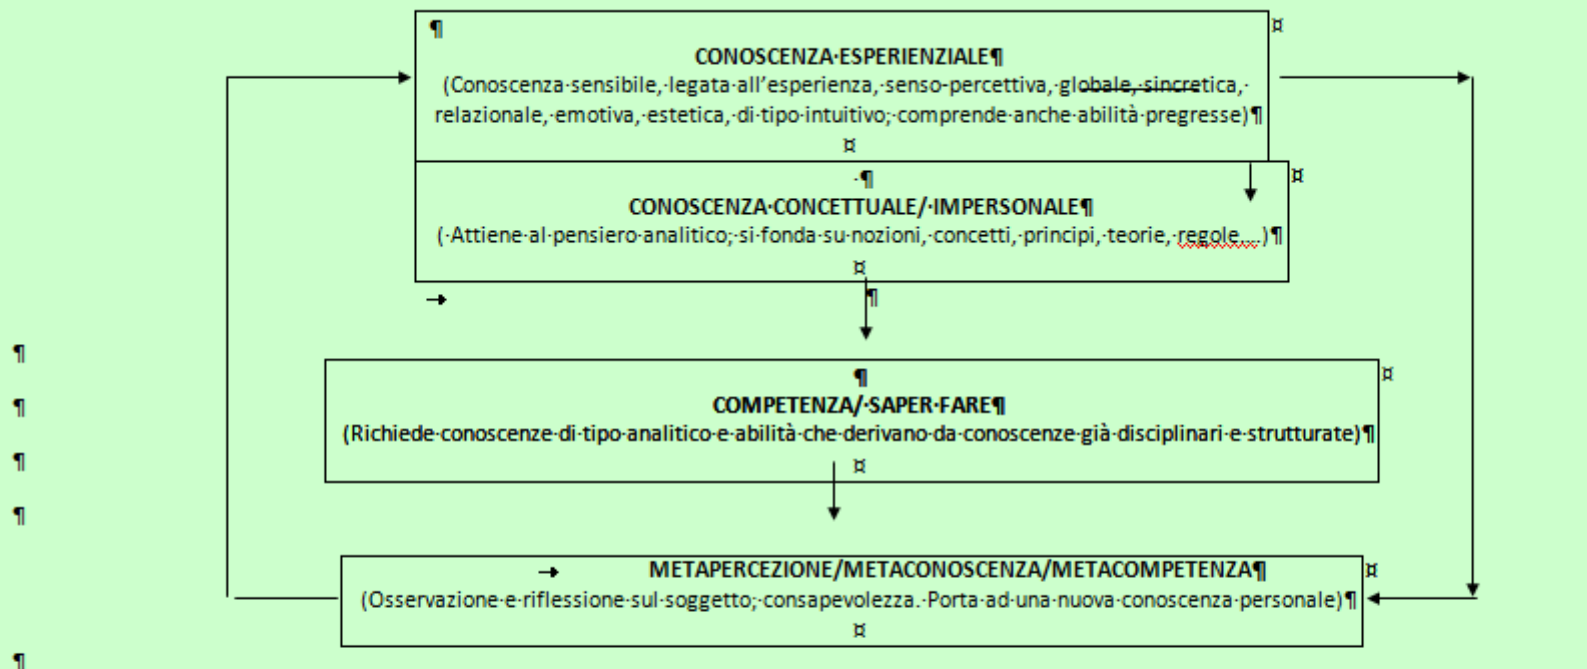 CONOSCENZA ESPERIENZIALE
(Conoscenza sensibile, legata all'esperienza, senso-percettiva, globale, sincretica,
relazionale, emotiva, estetica, di tipo intuitivo; comprende anche abilità pregresse)
CONOSCENZA CONCETTUALE/ IMPERSONALE
( Attiene al pensiero analitico; si fonda su nozioni, concetti, principi, teorie, regole,..)
COMPETENZA/ SAPER FARE
(Richiede conoscenze di tipo analitico e abilità che derivano da conoscenze già disciplinari e strutturate)
METAPERCEZIONE/METACONOSCENZA/METACOMPETENZA
(Osservazione e riflessione sul soggetto; consapevolezza. Porta ad una nuova conoscenza personale)